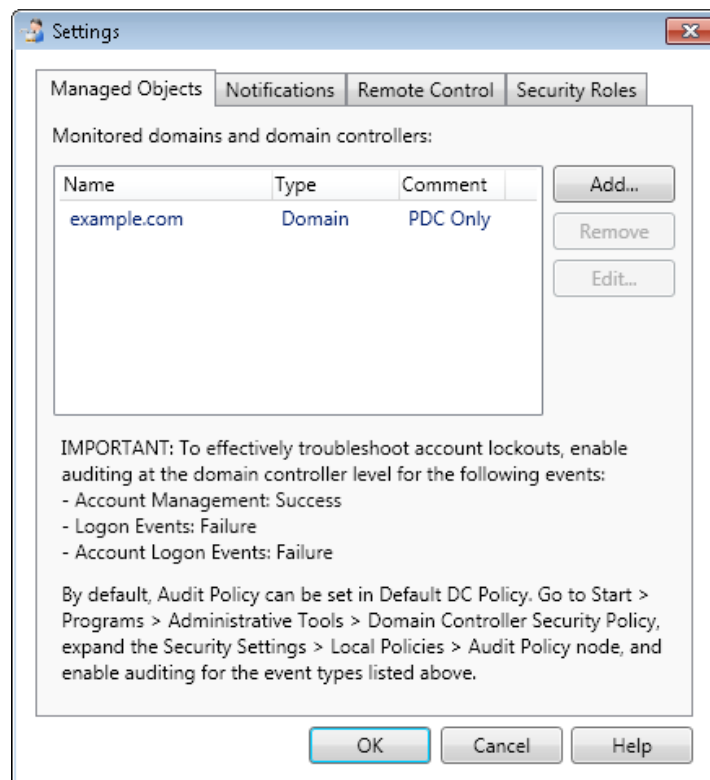 Settings
Managed Objects Notifications Remote Control Security Roles
Monitored domains and domain controllers:
Name Type Comment
Add...
example.com Domain PDC Only
Remove
Edit...
IMPORTANT: To effectively troubleshoot account lockouts, enable
auditing at the domain controller level for the following events:
- Account Management: Success
- Logon Events: Failure
- Account Logon Events: Failure
By default, Audit Policy can be set in Default DC Policy. Go to Start >
Programs > Administrative Tools > Domain Controller Security Policy,
expand the Security Settings > Local Policies > Audit Policy node, and
enable auditing for the event types listed above.
OK Cancel Help